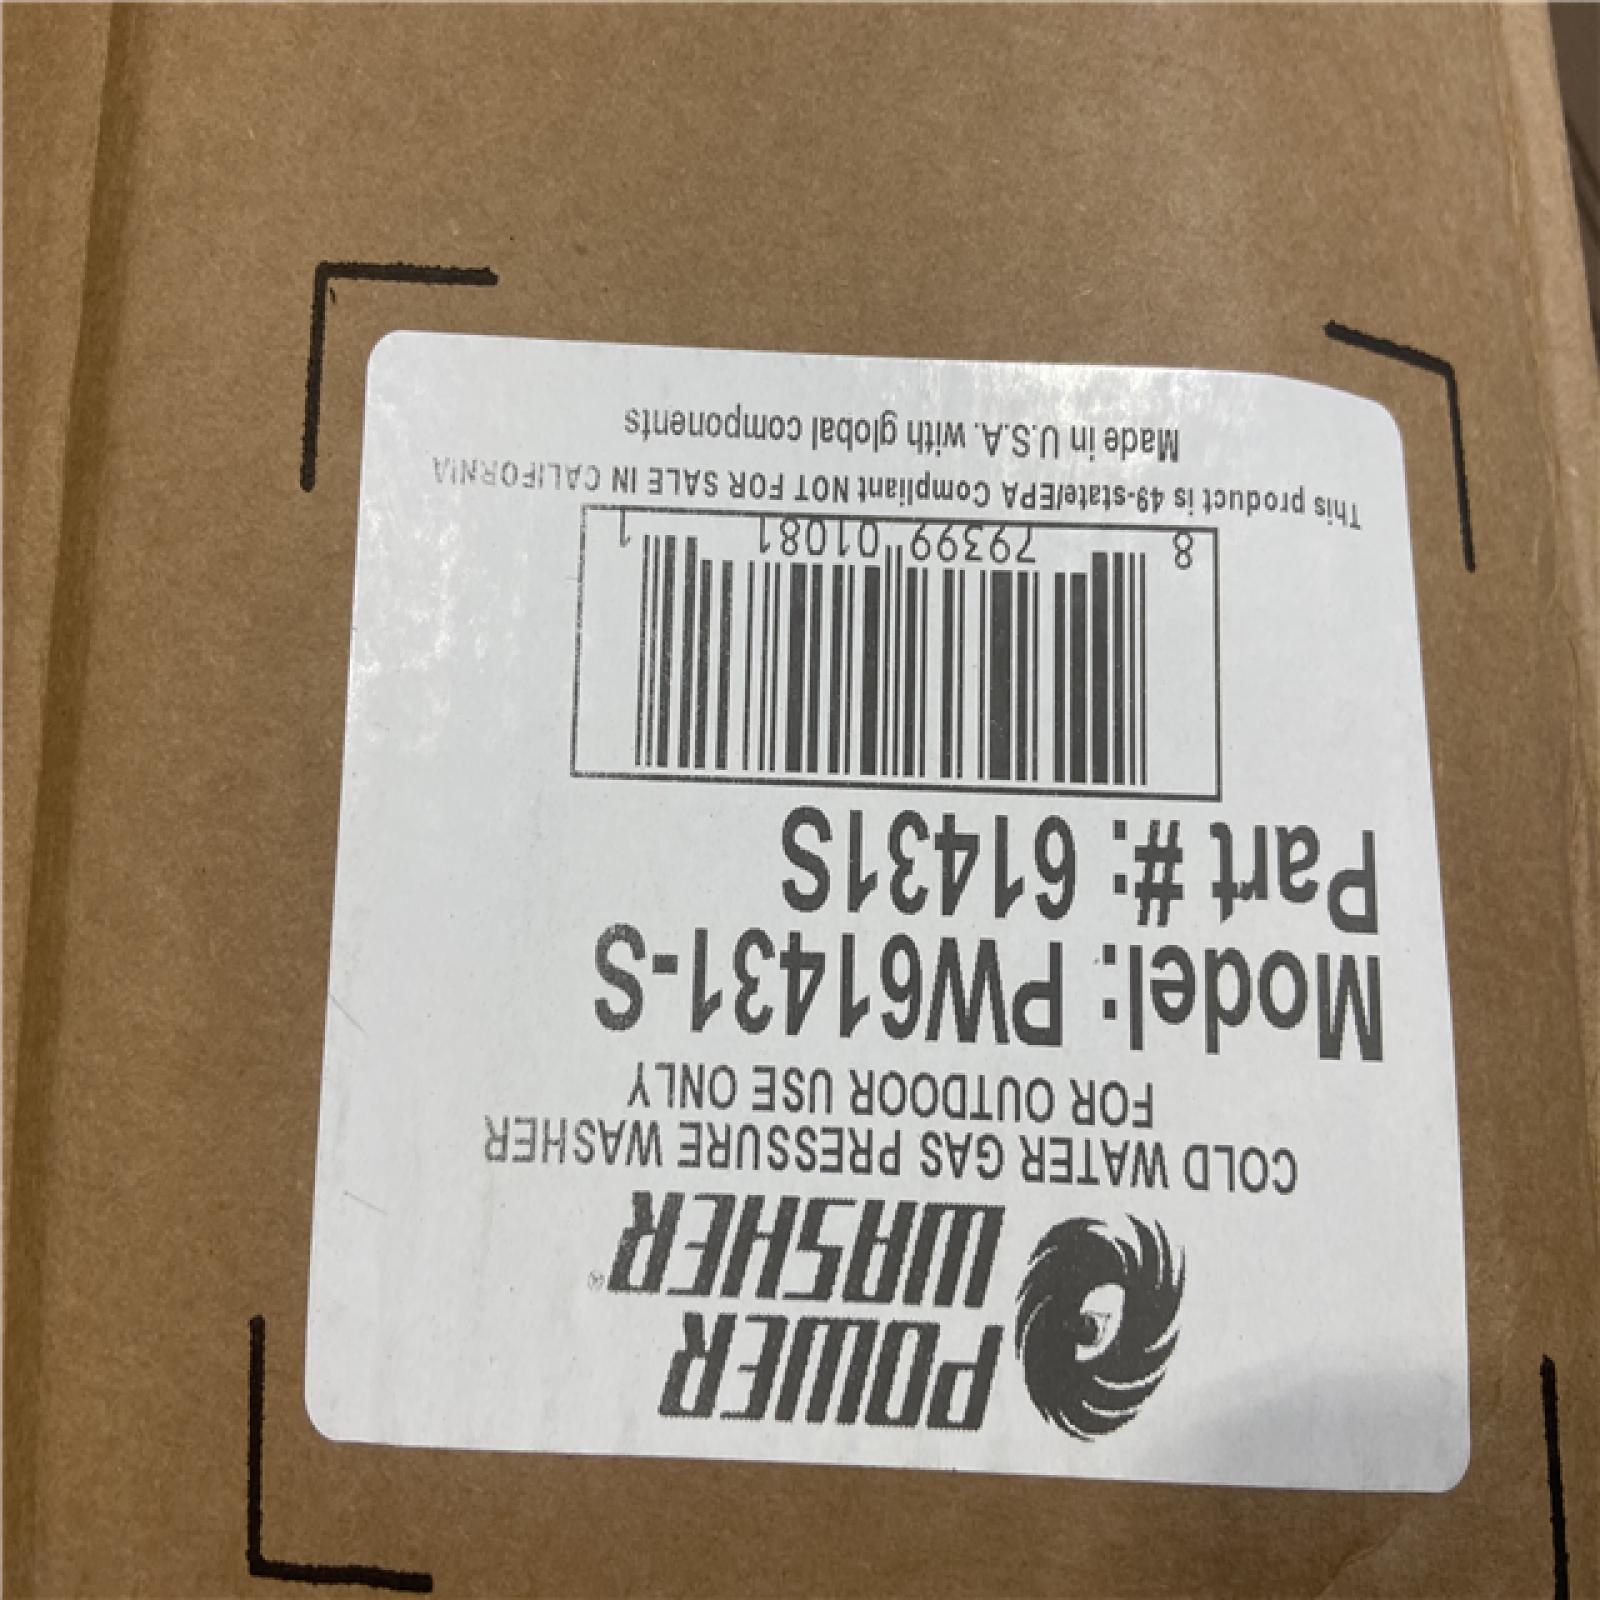 POWER
WASHER®
COLD WATER GAS PRESSURE WASHER
FOR OUTDOOR USE ONLY
Model: PW61431-S
Part #: 61431S
8 79399 01081 1
This product is 49-state/EPA Compliant NOT FOR SALE IN CALIFORNIA
Made in U.S.A. with global components